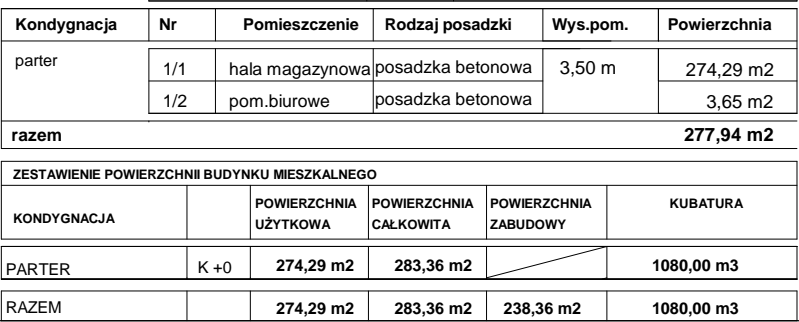 Kondygnacja Nr Pomieszczenie Rodzaj posadzki Wys.pom. Powierzchnia
parter 1/1 hala magazynowa posadzka betonowa 3,50 m 274,29 m2
1/2 pom.biurowe posadzka betonowa 3,65 m2
razem 277,94 m2
ZESTAWIENIE POWIERZCHNII BUDYNKU MIESZKALNEGO
KONDYGNACJA POWIERZCHNIA UŻYTKOWA POWIERZCHNIA CAŁKOWITA POWIERZCHNIA ZABUDOWY KUBATURA
PARTER K +0 274,29 m2 283,36 m2 1080,00 m3
RAZEM 274,29 m2 283,36 m2 238,36 m2 1080,00 m3